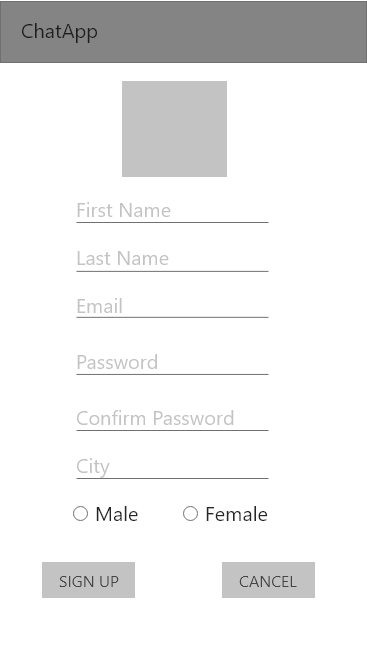 ChatApp
First Name
Last Name
Email
Password
Confirm Password
City
Male Female
SIGN UP CANCEL